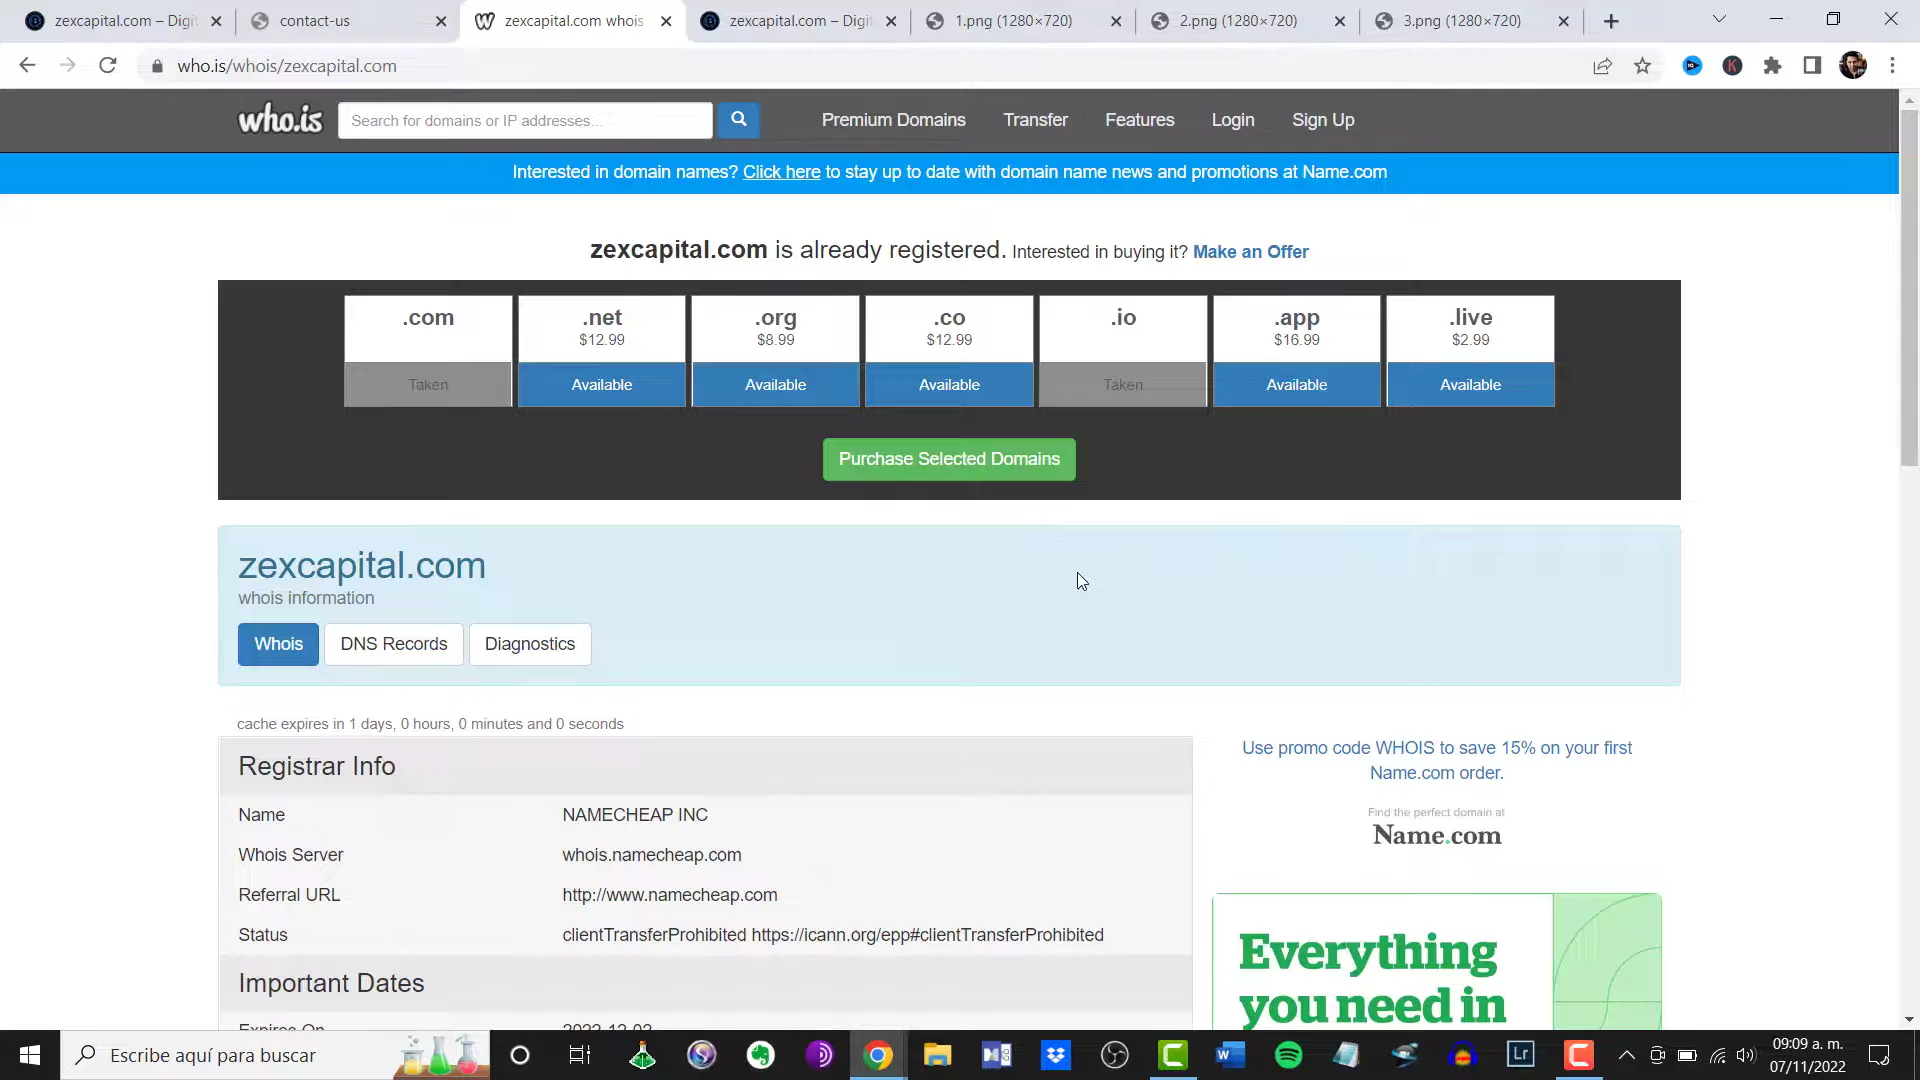 zexcapital.com – Digit
contact-us
zexcapital.com whois
zexcapital.com – Digit
1.png (1280×720)
2.png (1280×720)
3.png (1280×720)
who.is/whois/zexcapital.com
who.is
Search for domains or IP addresses...
Premium Domains
Transfer
Features
Login
Sign Up
Interested in domain names? Click here to stay up to date with domain name news and promotions at Name.com
zexcapital.com is already registered. Interested in buying it? Make an Offer
.com
.net
.org
.co
.io
.app
.live
$12.99
$8.99
$12.99
$16.99
$2.99
Taken
Available
Available
Available
Taken
Available
Available
Purchase Selected Domains
zexcapital.com
whois information
Whois
DNS Records
Diagnostics
cache expires in 1 days, 0 hours, 0 minutes and 0 seconds
Registrar Info
Name NAMECHEAP INC
Whois Server whois.namecheap.com
Referral URL http://www.namecheap.com
Status clientTransferProhibited https://icann.org/epp#clientTransferProhibited
Important Dates
Expires On
Use promo code WHOIS to save 15% on your first
Name.com order.
Find the perfect domain at
Name.com
Everything
you need in
Escribe aquí para buscar
Lr
09:09 a. m.
07/11/2022